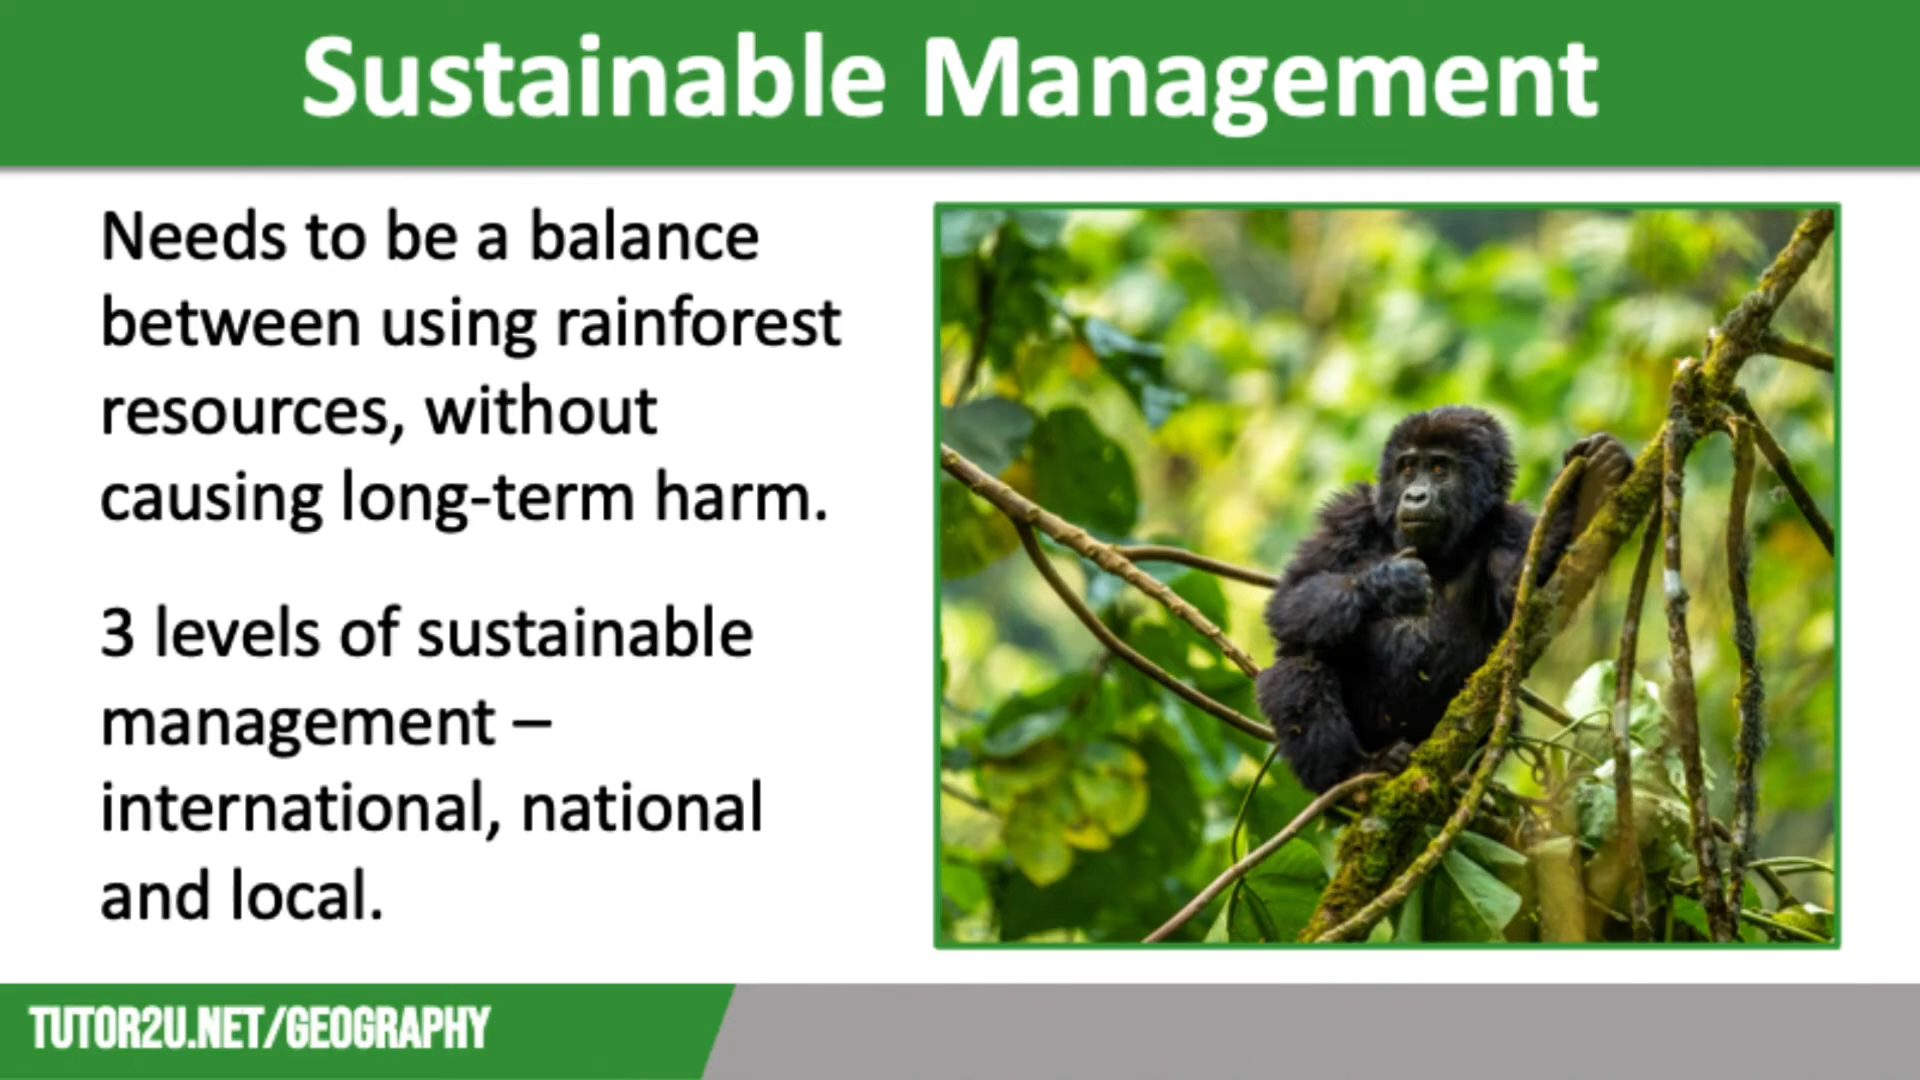 Sustainable Management
Needs to be a balance
between using rainforest
resources, without
causing long-term harm.
3 levels of sustainable
management –
international, national
and local.
TUTOR2U.NET/GEOGRAPHY